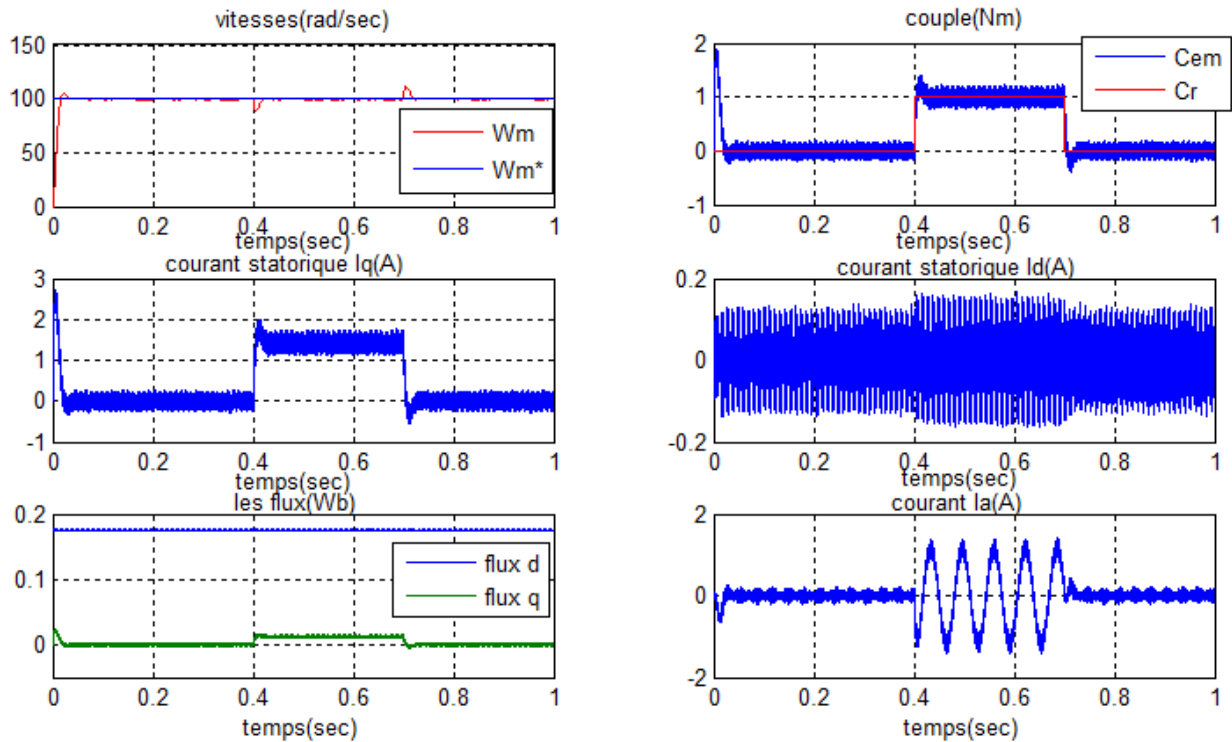 vitesses(rad/sec)
150
100
50
0
Wm
Wm*
0 0.2 0.4 0.6 0.8 1
temps(sec)
couple(Nm)
2
1
0
-1
Cem
Cr
0 0.2 0.4 0.6 0.8 1
temps(sec)
courant statorique Iq(A)
3
2
1
0
-1
0 0.2 0.4 0.6 0.8 1
temps(sec)
courant statorique Id(A)
0.2
0
-0.2
0 0.2 0.4 0.6 0.8 1
temps(sec)
les flux(Wb)
0.2
0.1
0
flux d
flux q
0 0.2 0.4 0.6 0.8 1
temps(sec)
courant Ia(A)
2
0
-2
0 0.2 0.4 0.6 0.8 1
temps(sec)